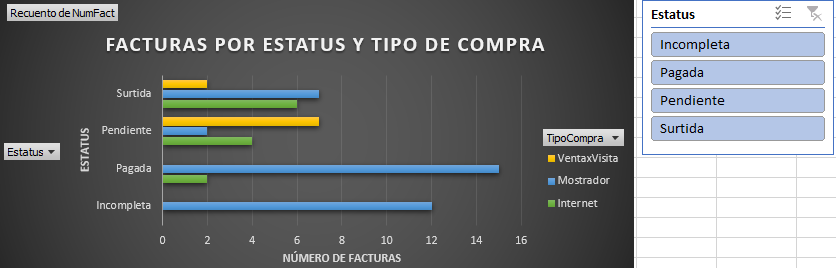 Recuento de NumFact
FACTURAS POR ESTATUS Y TIPO DE COMPRA
Estatus
ESTATUS
Surtida
Pendiente
Pagada
Incompleta
0 2 4 6 8 10 12 14 16
NÚMERO DE FACTURAS
TipoCompra
VentaxVisita
Mostrador
Internet
Estatus
Incompleta
Pagada
Pendiente
Surtida